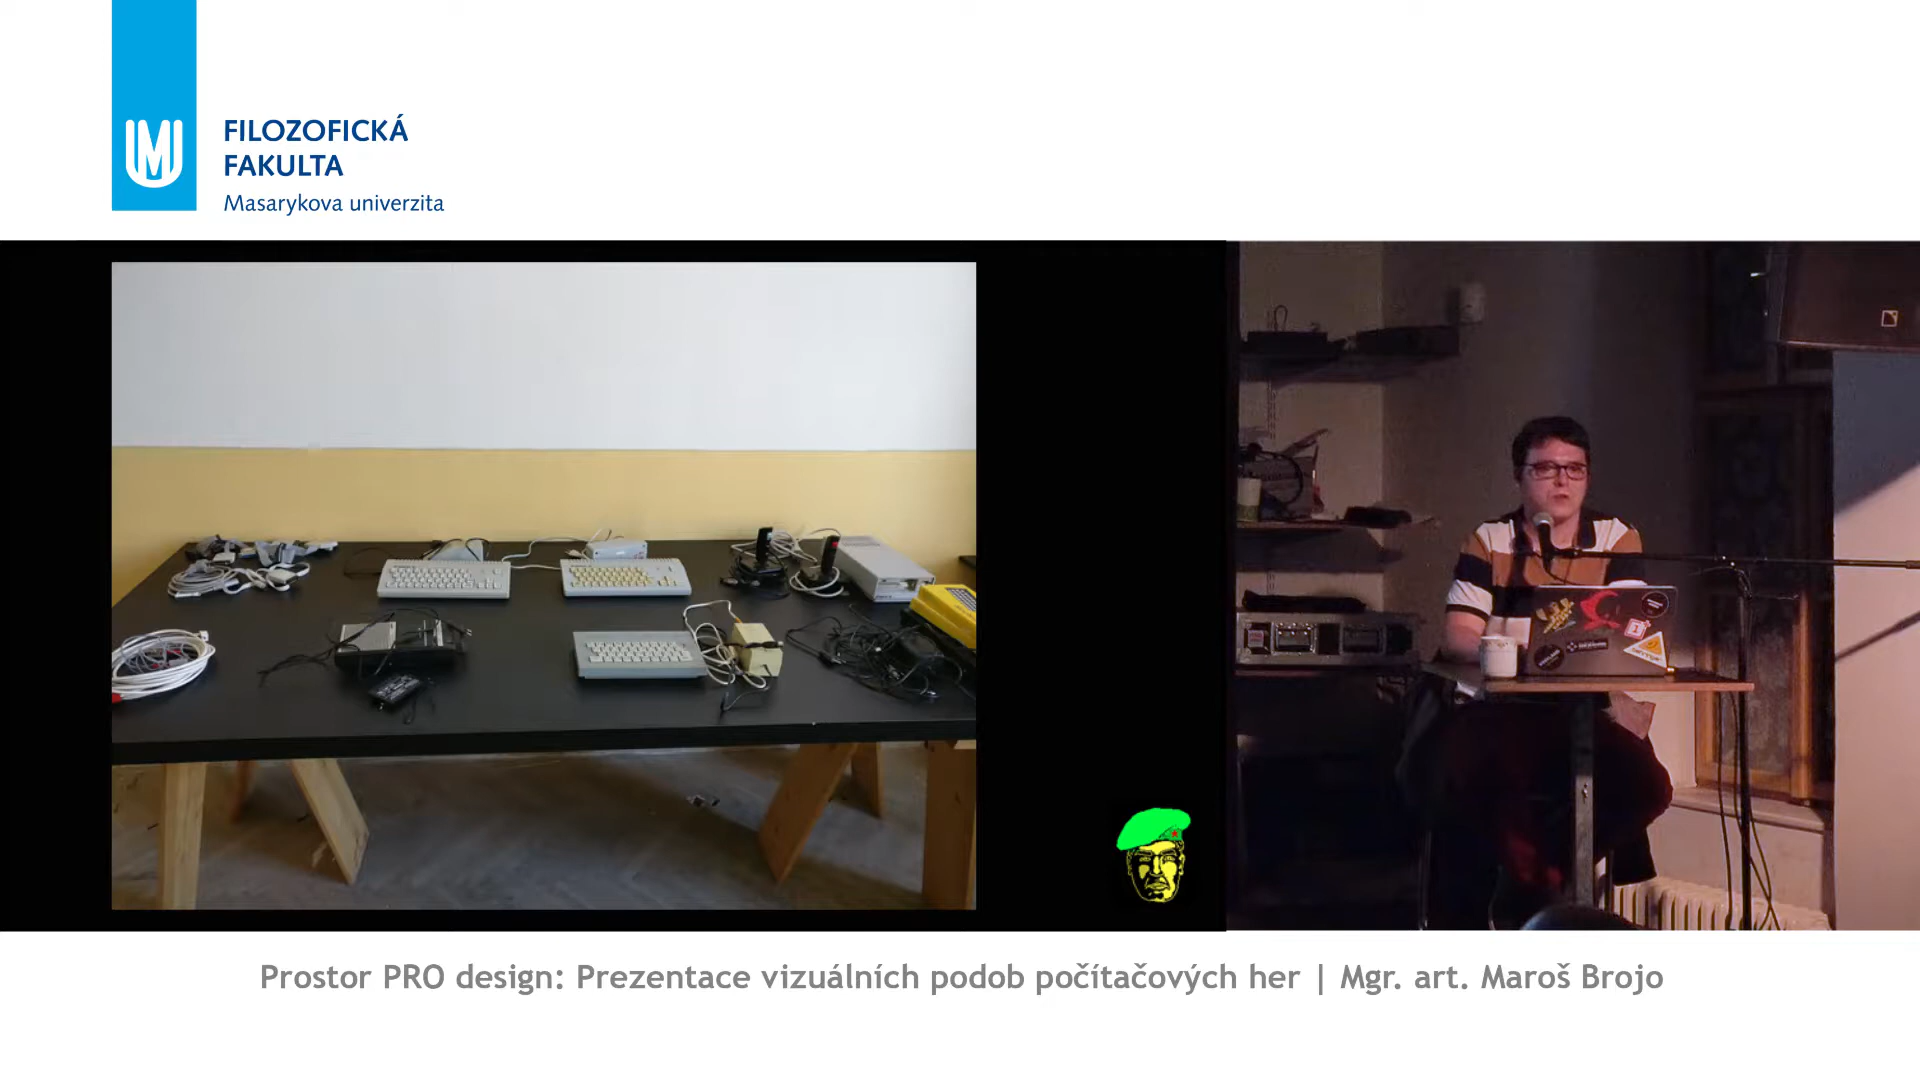 FILOZOFICKÁ
FAKULTA
Masarykova univerzita
Prostor PRO design: Prezentace vizuálních podob počítačových her | Mgr. art. Maroš Brojo